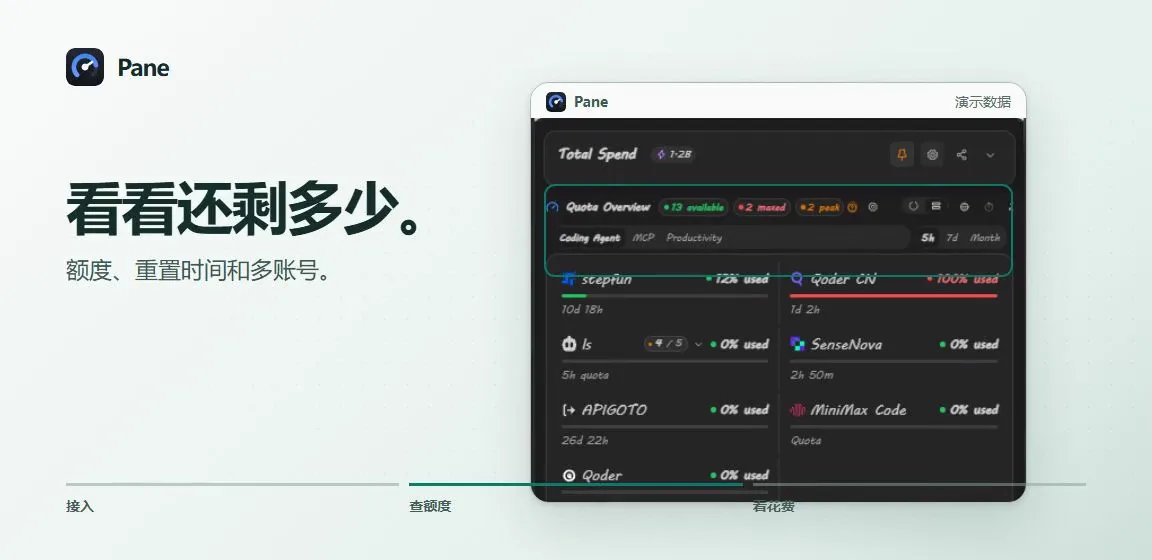 Pane
看看还剩多少。
额度、重置时间和多账号。
Pane
演示数据
Total Spend 1·2B
Quota Overview 13 available 2 maxed 2 peak
Coding Agent MCP Productivity 5h 7d Month
stepfun 12% used
10d 18h
Qoder CN 100% used
1d 2h
ls 4 / 5 0% used
5h quota
SenseNova 0% used
2h 50m
APIGOTO 0% used
26d 22h
MiniMax Code 0% used
Quota
Qoder 0% used
接入
查额度
看花费